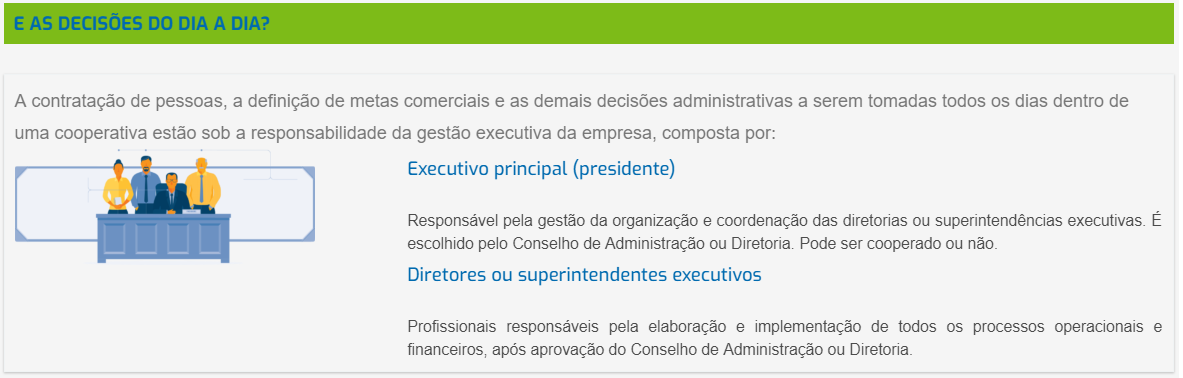 E AS DECISÕES DO DIA A DIA?
A contratação de pessoas, a definição de metas comerciais e as demais decisões administrativas a serem tomadas todos os dias dentro de
uma cooperativa estão sob a responsabilidade da gestão executiva da empresa, composta por:
Executivo principal (presidente)
Responsável pela gestão da organização e coordenação das diretorias ou superintendências executivas. É
escolhido pelo Conselho de Administração ou Diretoria. Pode ser cooperado ou não.
Diretores ou superintendentes executivos
Profissionais responsáveis pela elaboração e implementação de todos os processos operacionais e
financeiros, após aprovação do Conselho de Administração ou Diretoria.